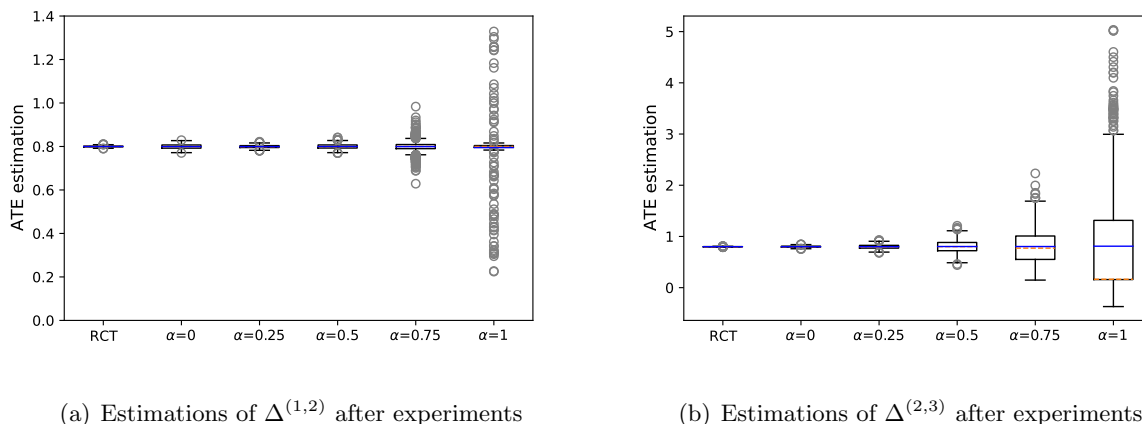 1.4
1.2
1.0
0.8
0.6
0.4
0.2
0.0
ATE estimation
RCT α=0 α=0.25 α=0.5 α=0.75 α=1
(a) Estimations of Δ^(1,2) after experiments
5
4
3
2
1
0
ATE estimation
RCT α=0 α=0.25 α=0.5 α=0.75 α=1
(b) Estimations of Δ^(2,3) after experiments